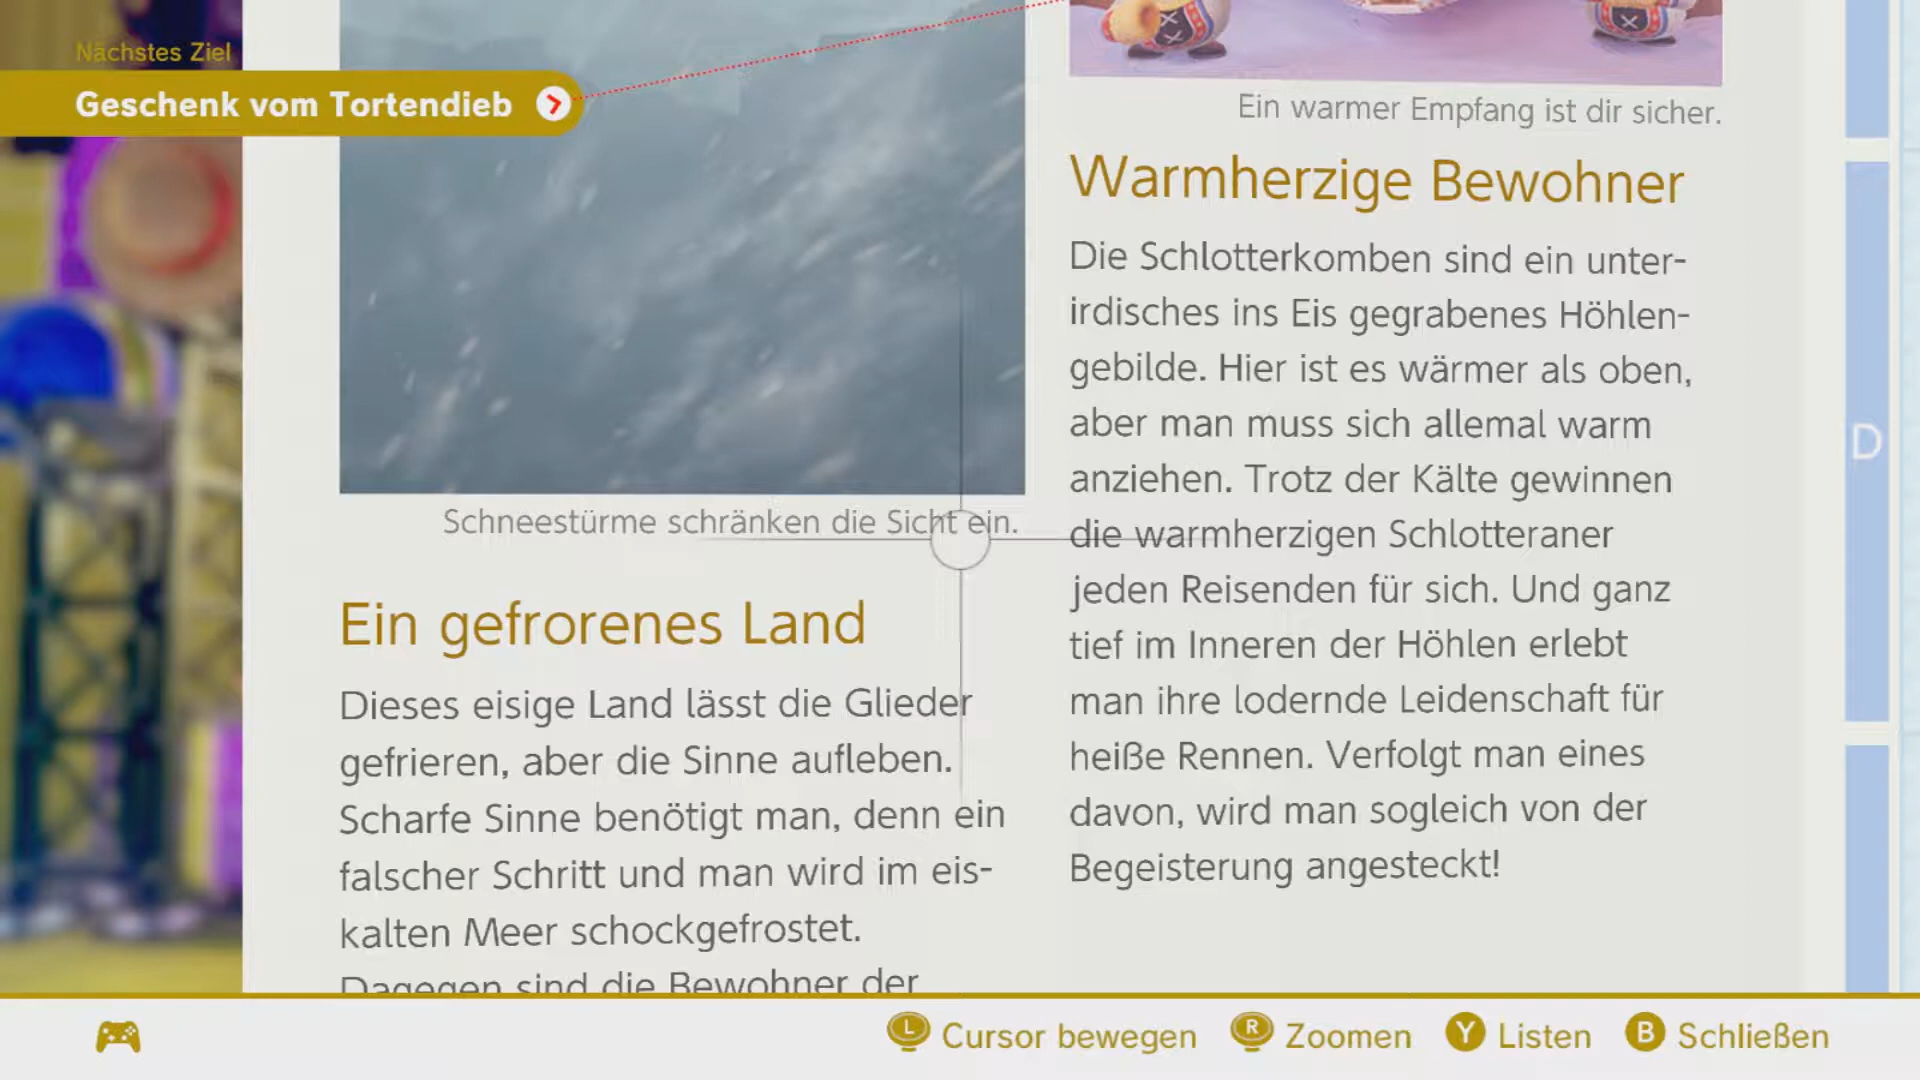 Nächstes Ziel
Geschenk vom Tortendieb
Schneestürme schränken die Sicht ein.
Ein gefrorenes Land
Dieses eisige Land lässt die Glieder
gefrieren, aber die Sinne aufleben.
Scharfe Sinne benötigt man, denn ein
falscher Schritt und man wird im eis-
kalten Meer schockgefrostet.
Dagegen sind die Bewohner der
Ein warmer Empfang ist dir sicher.
Warmherzige Bewohner
Die Schlotterkomben sind ein unter-
irdisches ins Eis gegrabenes Höhlen-
gebilde. Hier ist es wärmer als oben,
aber man muss sich allemal warm
anziehen. Trotz der Kälte gewinnen
die warmherzigen Schlotteraner
jeden Reisenden für sich. Und ganz
tief im Inneren der Höhlen erlebt
man ihre lodernde Leidenschaft für
heiße Rennen. Verfolgt man eines
davon, wird man sogleich von der
Begeisterung angesteckt!
D
L Cursor bewegen R Zoomen Y Listen B Schließen